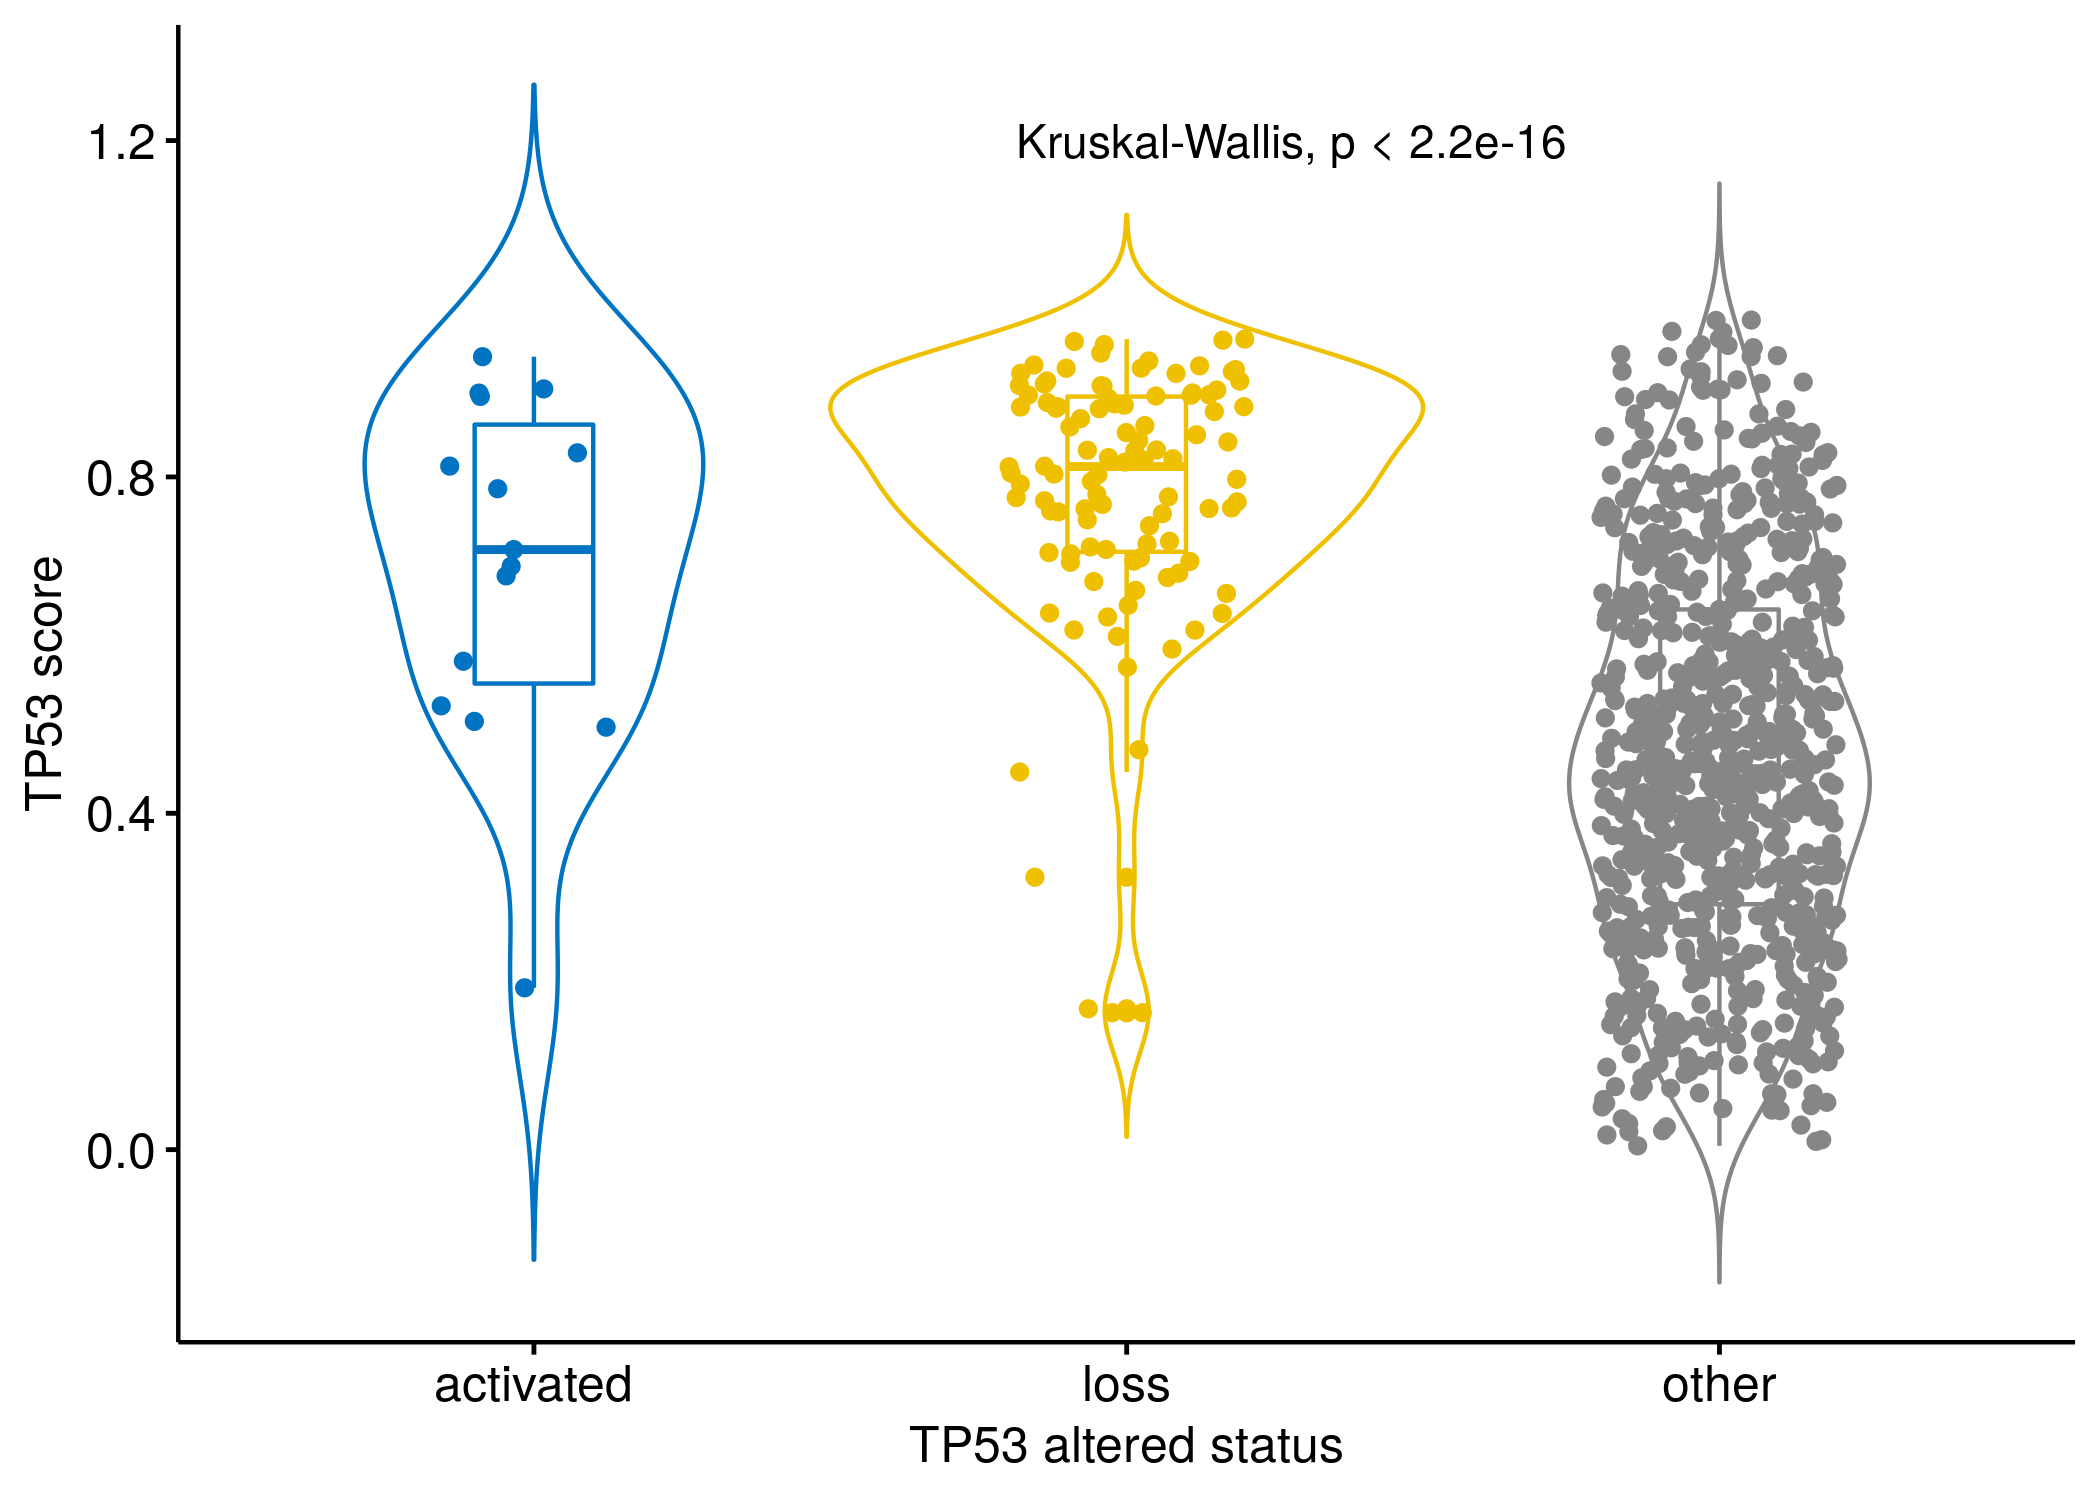 Kruskal-Wallis, p < 2.2e-16
1.2
0.8
0.4
0.0
TP53 score
activated
loss
other
TP53 altered status